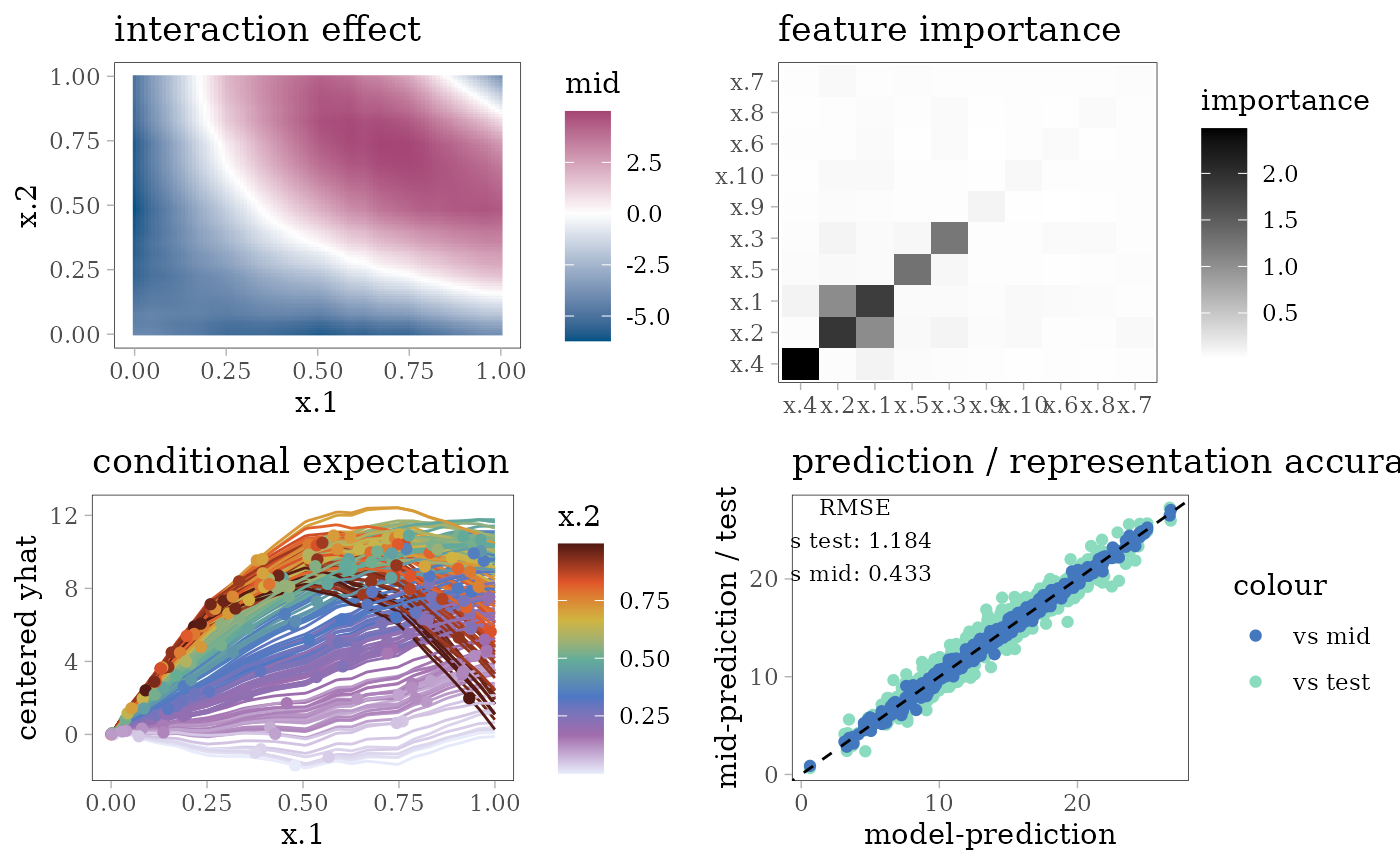 interaction effect
1.00
0.75
0.50
0.25
0.00
x.2
0.00 0.25 0.50 0.75 1.00
x.1
mid
2.5
0.0
-2.5
-5.0
feature importance
x.7
x.8
x.6
x.10
x.9
x.3
x.5
x.1
x.2
x.4
x.4 x.2 x.1 x.5 x.3 x.9 x.10 x.6 x.8 x.7
importance
2.0
1.5
1.0
0.5
conditional expectation
12
8
4
0
centered yhat
0.00 0.25 0.50 0.75 1.00
x.1
x.2
0.75
0.50
0.25
prediction / representation accura
RMSE
s test: 1.184
s mid: 0.433
20
10
0
mid-prediction / test
0 10 20
model-prediction
colour
vs mid
vs test